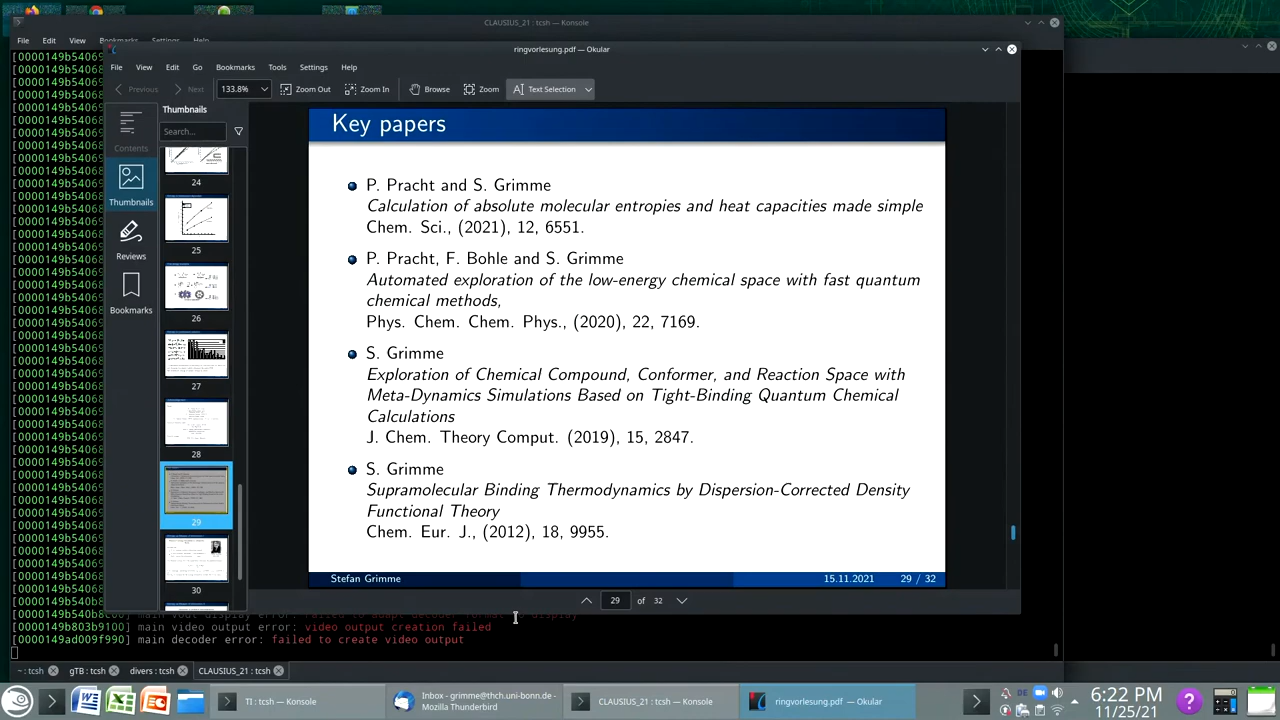 CLAUSIUS_21 : tcsh — Konsole
File Edit View Bookmarks Settings Help
ringvorlesung.pdf — Okular
File View Edit Go Bookmarks Tools Settings Help
Previous Next 133.8% Zoom Out Zoom In Browse Zoom Text Selection
Contents
Thumbnails
Reviews
Bookmarks
Thumbnails
Search...
24
25
26
27
28
29
30
Key papers
P. Pracht and S. Grimme
Calculation of absolute molecular entropies and heat capacities made simple
Chem. Sci., (2021), 12, 6551.
P. Pracht, F. Bohle and S. Grimme
Automated exploration of the low-energy chemical space with fast quantum
chemical methods,
Phys. Chem. Chem. Phys., (2020), 22, 7169.
S. Grimme
Exploration of Chemical Compound, Conformer, and Reaction Space with
Meta-Dynamics Simulations Based on Tight-Binding Quantum Chemical
Calculations
J. Chem. Theory Comput. (2019), 15, 2847.
S. Grimme
Supramolecular Binding Thermodynamics by Dispersion-Corrected Density
Functional Theory
Chem. Eur. J., (2012), 18, 9955.
Stefan Grimme 15.11.2021 29 / 32
29 of 32
[0000149b803b9100] main video output error: video output creation failed
[0000149ad009f990] main decoder error: failed to create video output
~ : tcsh gTB : tcsh divers : tcsh CLAUSIUS_21 : tcsh
TI : tcsh — Konsole
Inbox - grimme@thch.uni-bonn.de -
Mozilla Thunderbird
CLAUSIUS_21 : tcsh — Konsole
ringvorlesung.pdf — Okular
DE
6:22 PM
11/25/21